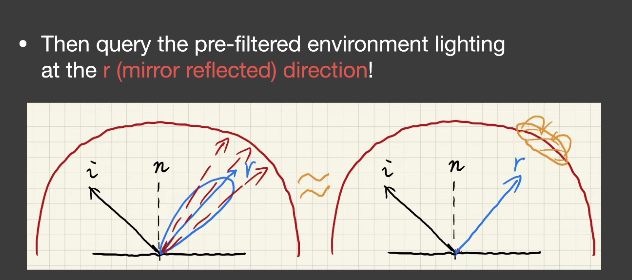 • Then query the pre-filtered environment lighting
at the r (mirror reflected) direction!
i n r ≈ i n r